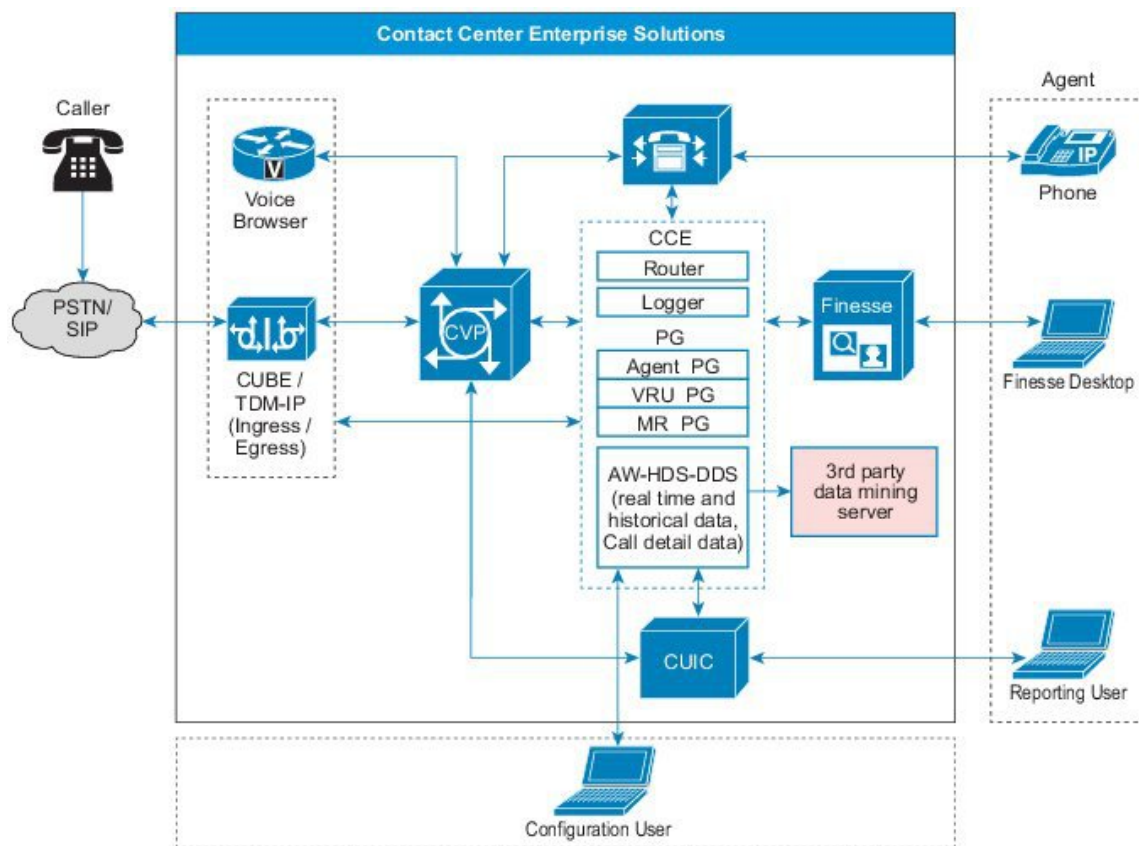 Contact Center Enterprise Solutions
Caller
Agent
V
Voice
Browser
IP
Phone
CCE
Router
Logger
PSTN/
SIP
CVP
Finesse
PG
Agent PG
VRU PG
MR PG
Finesse Desktop
CUBE /
TDM-IP
(Ingress /
Egress)
AW-HDS-DDS
(real time and
historical data,
Call detail data)
3rd party
data mining
server
CUIC
Reporting User
Configuration User